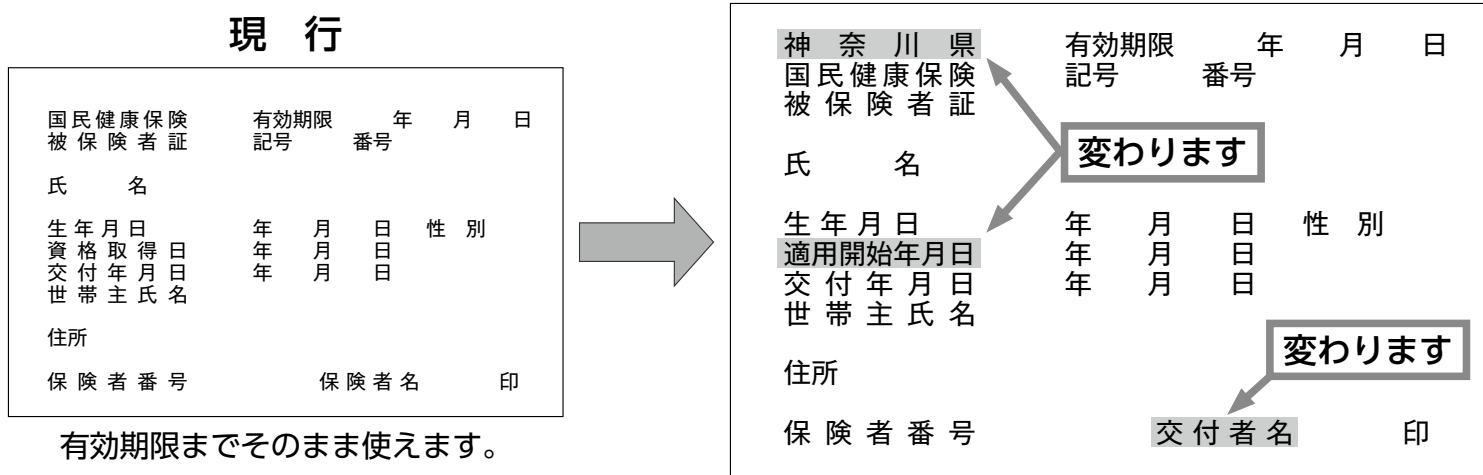 現 行
国民健康保険 有効期限 年 月 日
被保険者証 記号 番号
氏 名
生年月日 年 月 日 性 別
資格取得日 年 月 日
交付年月日 年 月 日
世帯主氏名
住所
保険者番号 保険者名 印
有効期限までそのまま使えます。
神奈川県 有効期限 年 月 日
国民健康保険 記号 番号
被保険者証
変わります
氏 名
生年月日 年 月 日 性 別
適用開始年月日 年 月 日
交付年月日 年 月 日
世帯主氏名
変わります
住所
保険者番号 交付者名 印